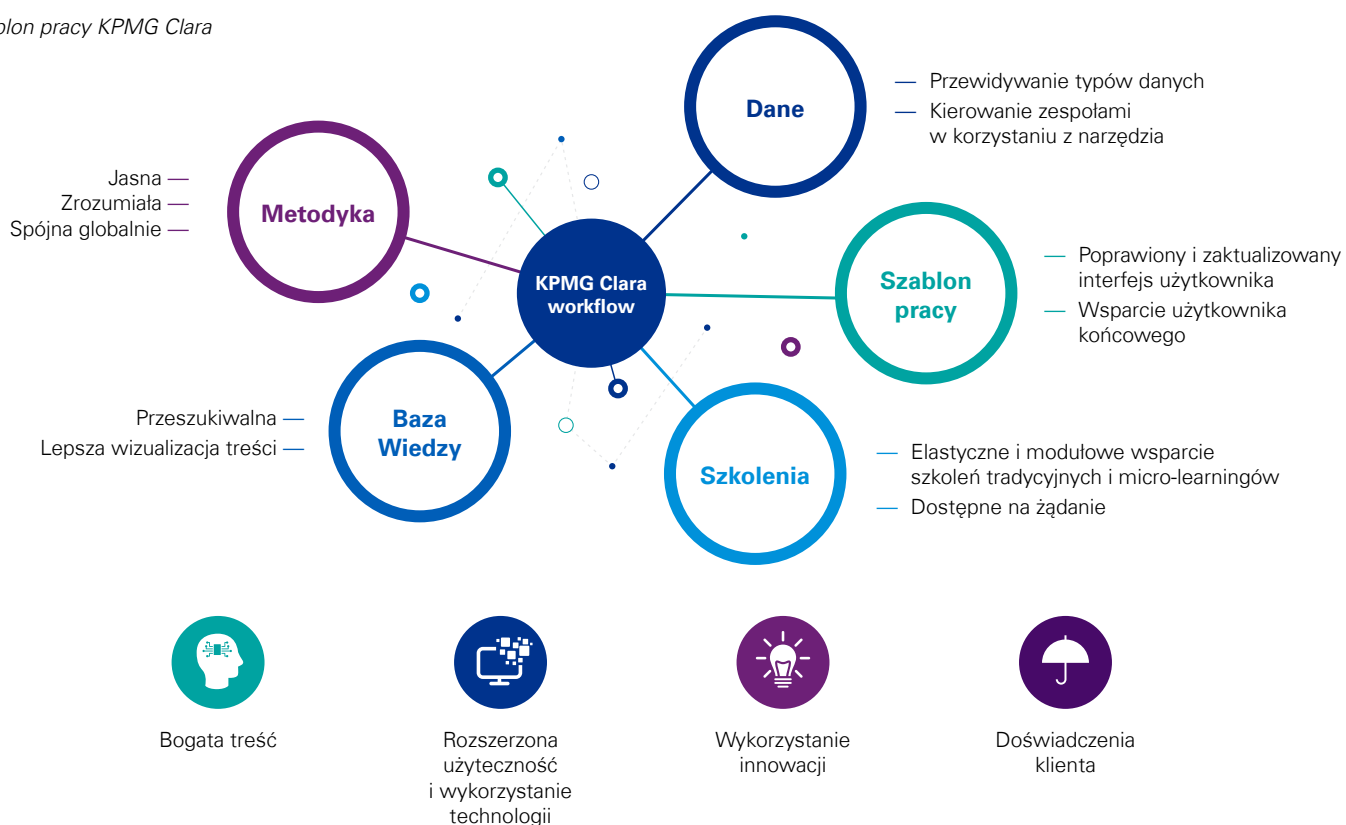 pracy KPMG Clara
Dane
— Przewidywanie typów danych
— Kierowanie zespołami
w korzystaniu z narzędzia
Metodyka
Jasna —
Zrozumiała —
Spójna globalnie —
KPMG Clara
workflow
Szablon
pracy
— Poprawiony i zaktualizowany
interfejs użytkownika
— Wsparcie użytkownika
końcowego
Baza
Wiedzy
Przeszukiwalna —
Lepsza wizualizacja treści —
Szkolenia
— Elastyczne i modułowe wsparcie
szkoleń tradycyjnych i micro-learningów
— Dostępne na żądanie
Bogata treść
Rozszerzona
użyteczność
i wykorzystanie
technologii
Wykorzystanie
innowacji
Doświadczenia
klienta